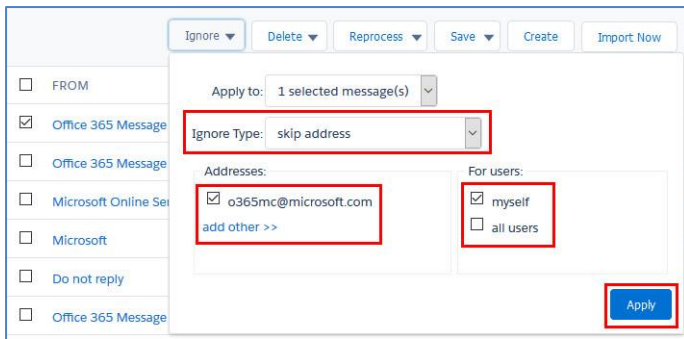 Ignore Delete Reprocess Save Create Import Now
FROM
Apply to: 1 selected message(s)
Office 365 Message
Ignore Type: skip address
Office 365 Message
Addresses: For users:
Microsoft Online Ser
o365mc@microsoft.com myself
add other >> all users
Microsoft
Do not reply
Office 365 Message
Apply